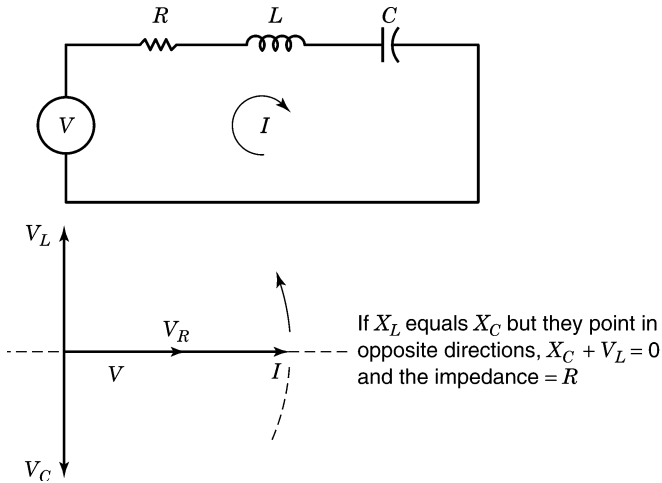 R L C
V I
V_L
V_R
V I
V_C
If X_L equals X_C but they point in
opposite directions, X_C + V_L = 0
and the impedance = R